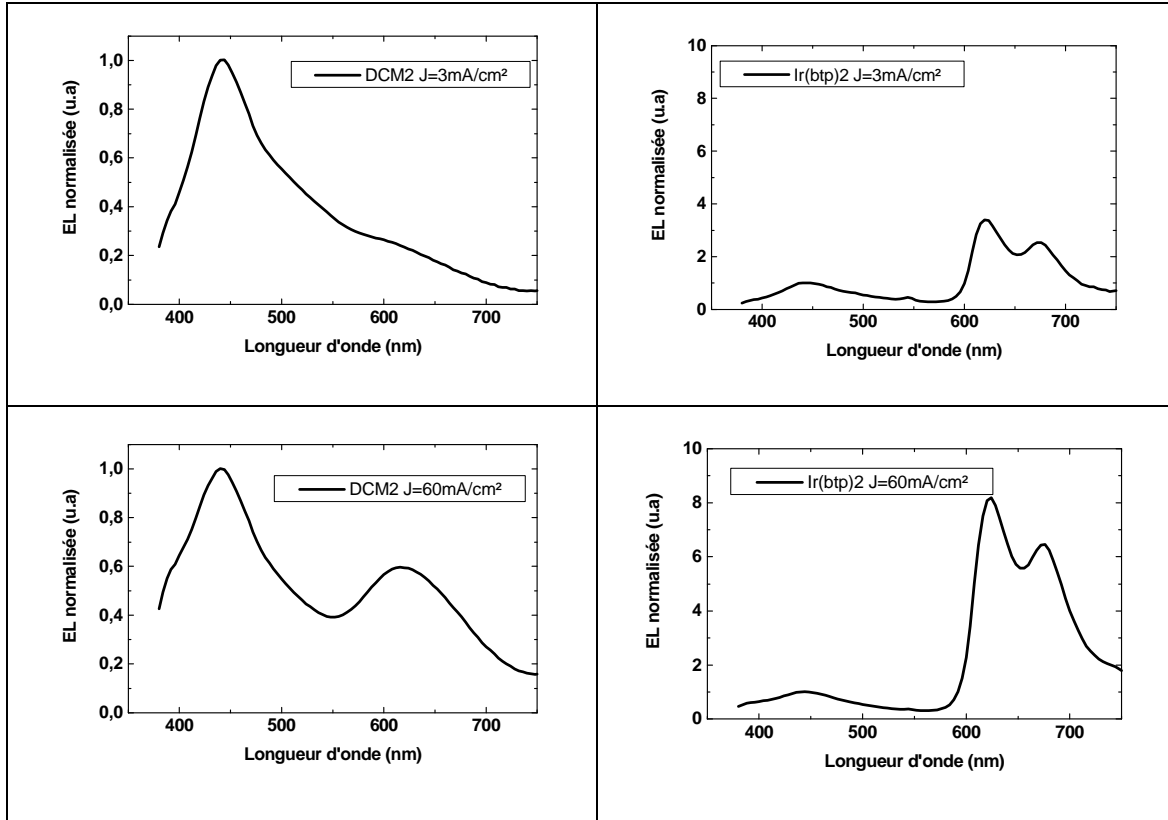 EL normalisée (u.a)
1,0
0,8
0,6
0,4
0,2
0,0
DCM2 J=3mA/cm²
400 500 600 700
Longueur d'onde (nm)
EL normalisée (u.a)
10
8
6
4
2
0
Ir(btp)2 J=3mA/cm²
400 500 600 700
Longueur d'onde (nm)
EL normalisée (u.a)
1,0
0,8
0,6
0,4
0,2
0,0
DCM2 J=60mA/cm²
400 500 600 700
Longueur d'onde (nm)
EL normalisée (u.a)
10
8
6
4
2
0
Ir(btp)2 J=60mA/cm²
400 500 600 700
Longueur d'onde (nm)